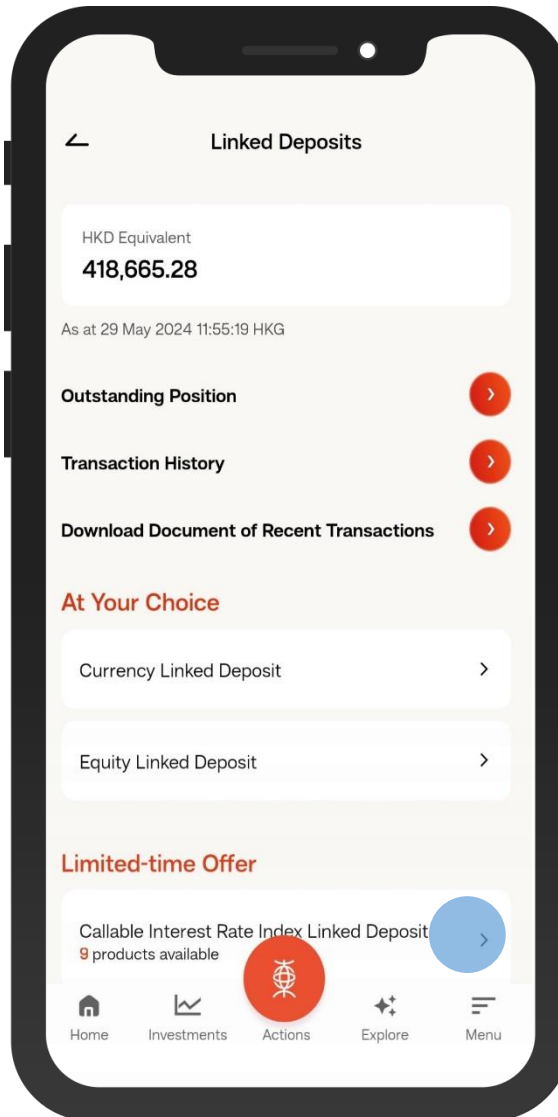 Linked Deposits
HKD Equivalent
418,665.28
As at 29 May 2024 11:55:19 HKG
Outstanding Position
Transaction History
Download Document of Recent Transactions
At Your Choice
Currency Linked Deposit
Equity Linked Deposit
Limited-time Offer
Callable Interest Rate Index Linked Deposit
9 products available
Home
Investments
Actions
Explore
Menu